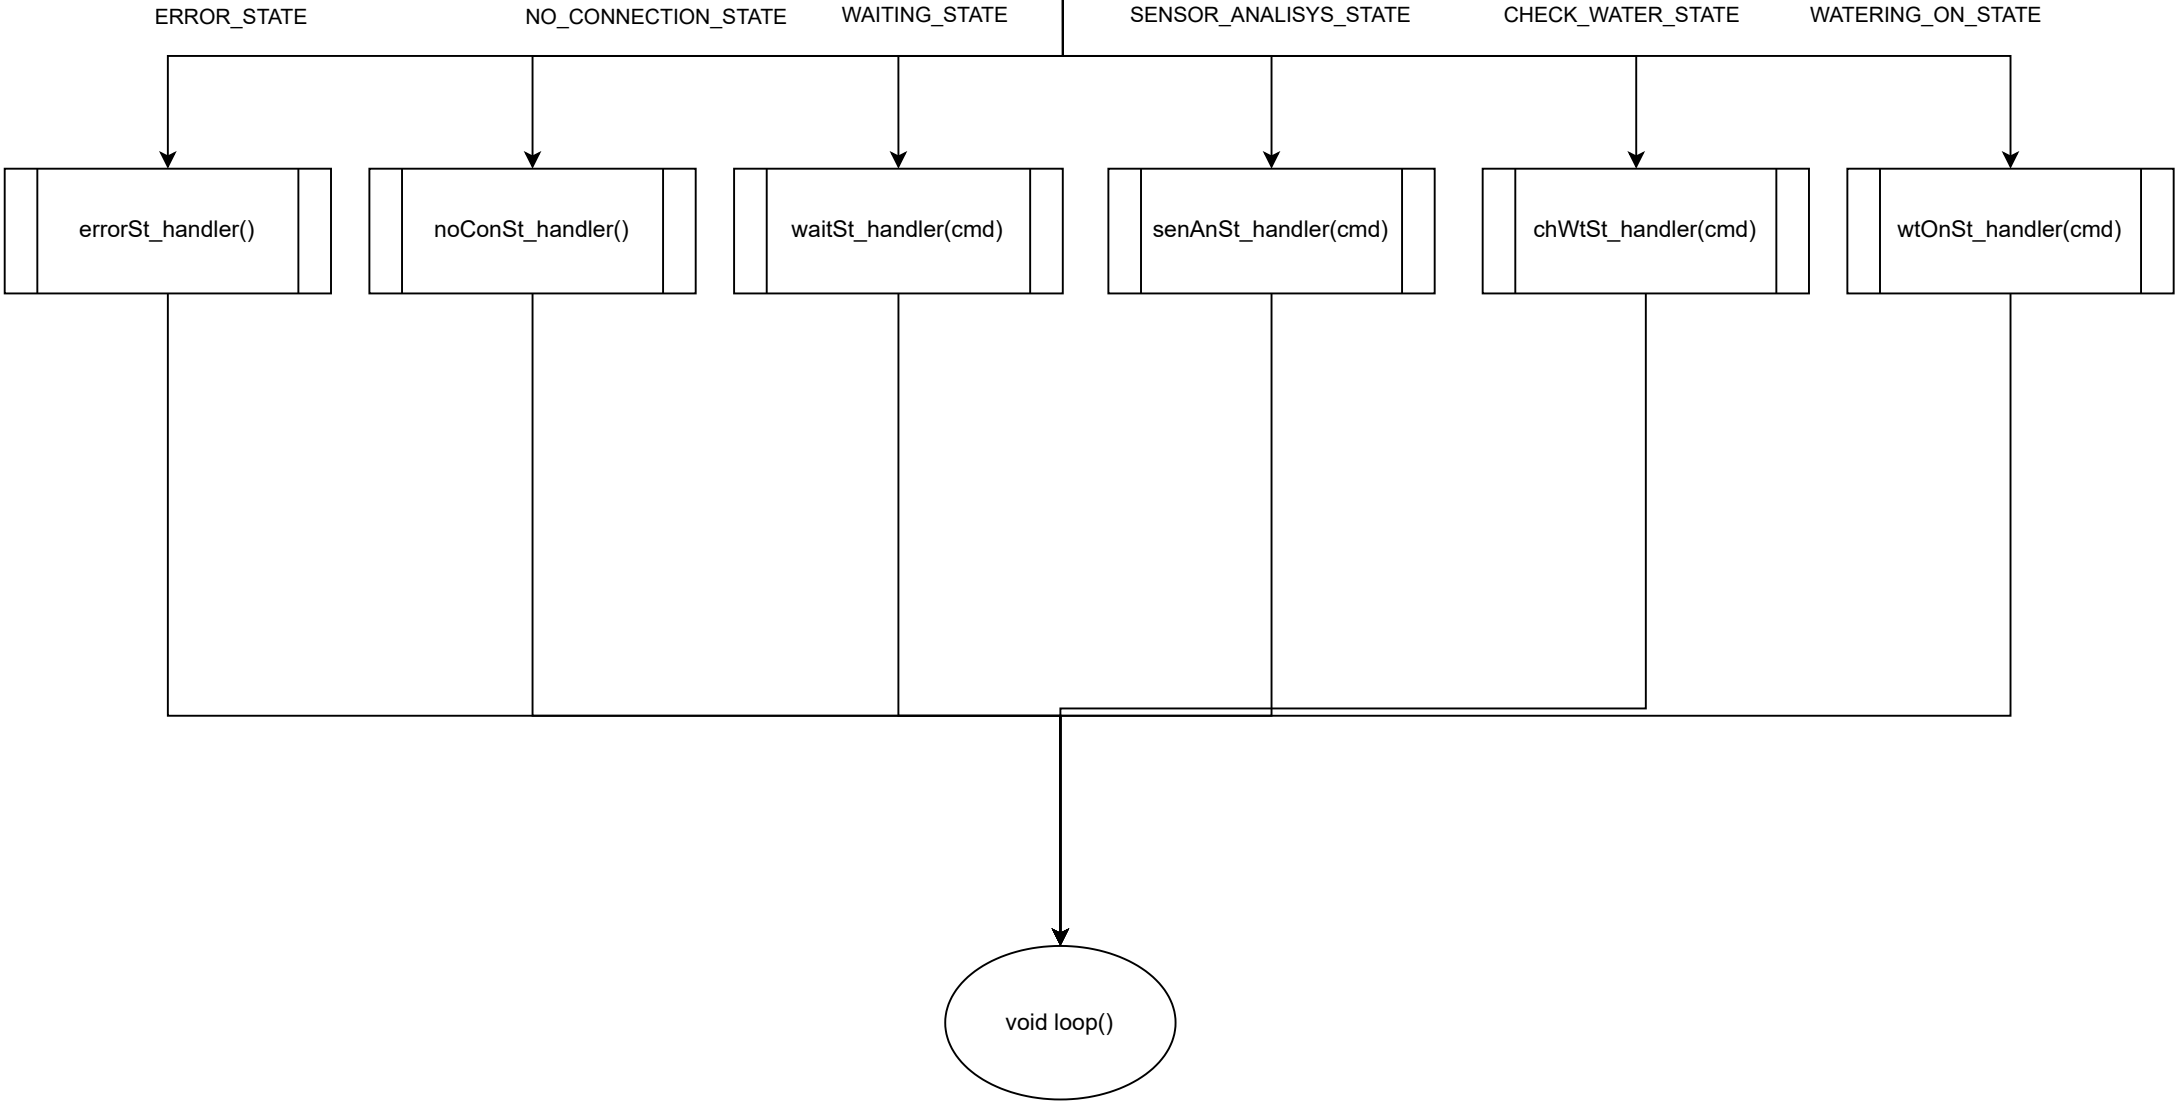 ERROR_STATE
NO_CONNECTION_STATE
WAITING_STATE
SENSOR_ANALISYS_STATE
CHECK_WATER_STATE
WATERING_ON_STATE
errorSt_handler()
noConSt_handler()
waitSt_handler(cmd)
senAnSt_handler(cmd)
chWtSt_handler(cmd)
wtOnSt_handler(cmd)
void loop()